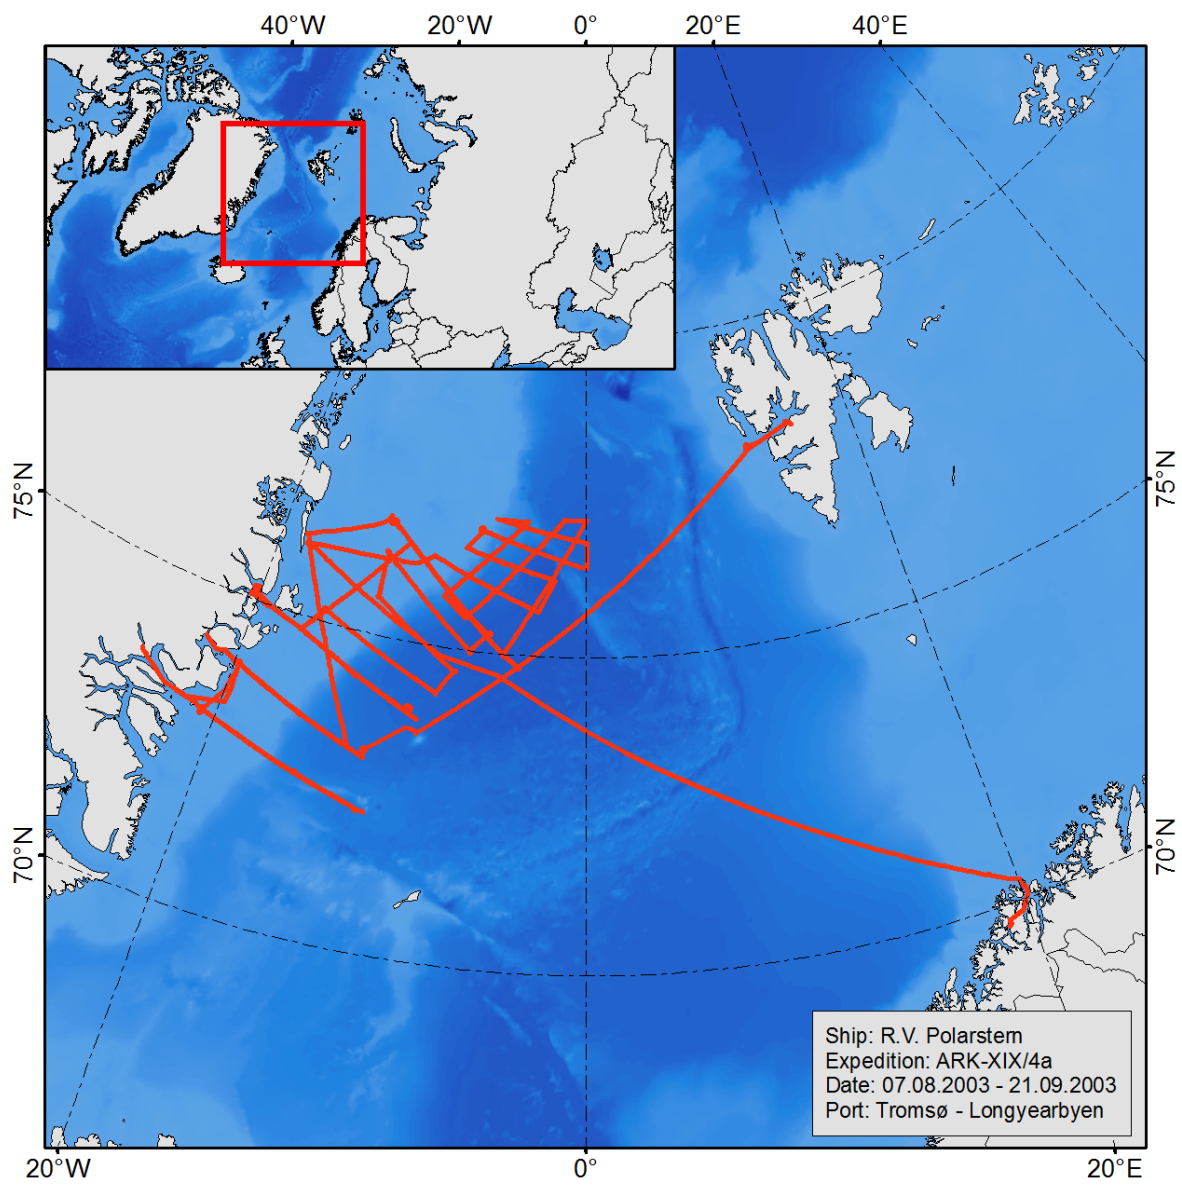 40°W 20°W 0° 20°E 40°E
75°N 75°N
70°N 70°N
Ship: R.V. Polarstern
Expedition: ARK-XIX/4a
Date: 07.08.2003 - 21.09.2003
Port: Tromsø - Longyearbyen
20°W 0° 20°E